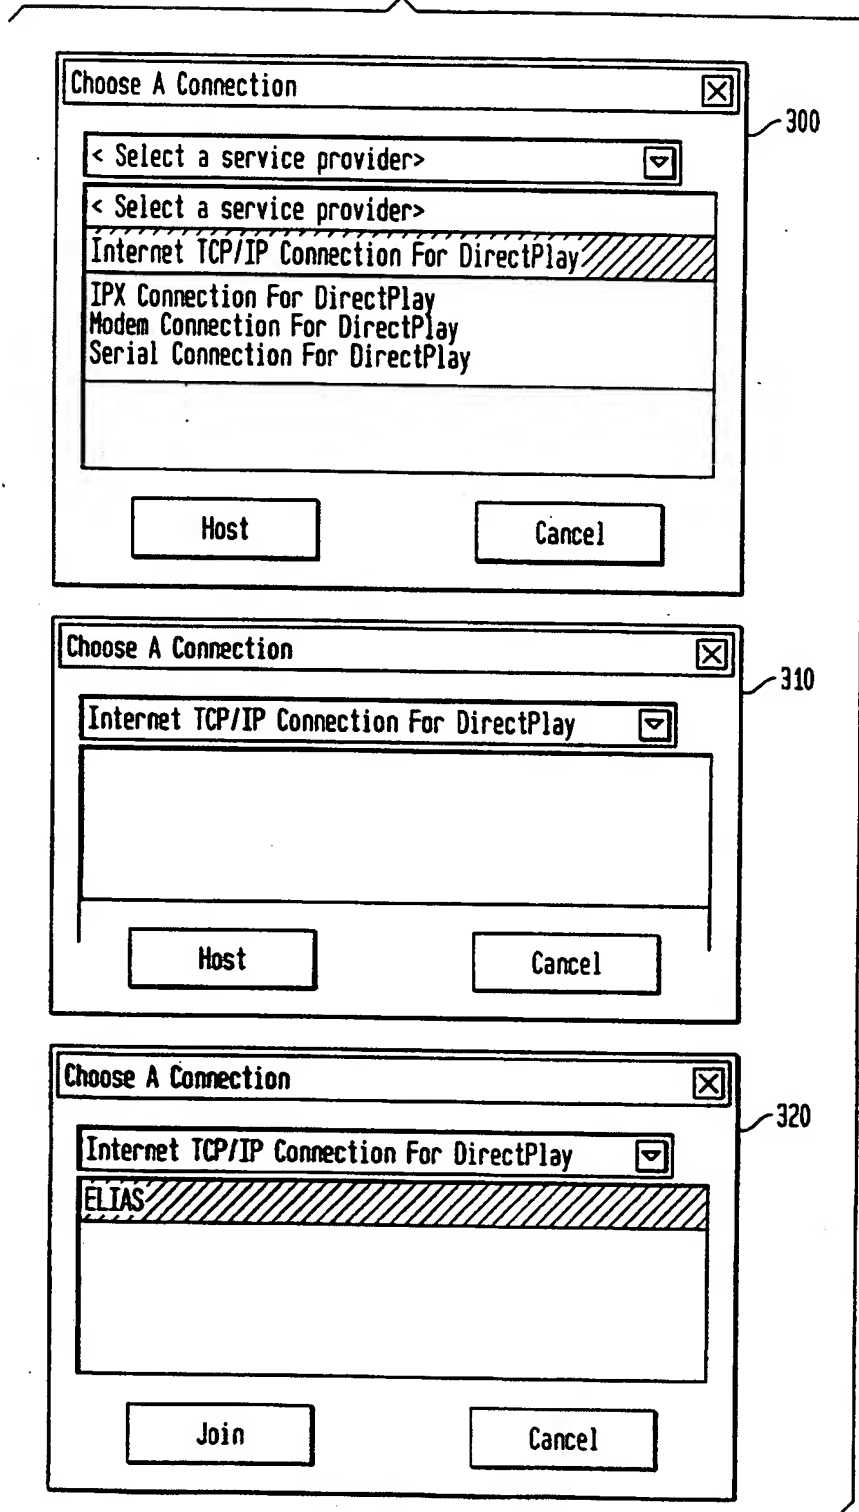 Choose A Connection
300
< Select a service provider>
< Select a service provider>
Internet TCP/IP Connection For DirectPlay
IPX Connection For DirectPlay
Modem Connection For DirectPlay
Serial Connection For DirectPlay
Host
Cancel
Choose A Connection
310
Internet TCP/IP Connection For DirectPlay
Host
Cancel
Choose A Connection
320
Internet TCP/IP Connection For DirectPlay
ELIAS
Join
Cancel